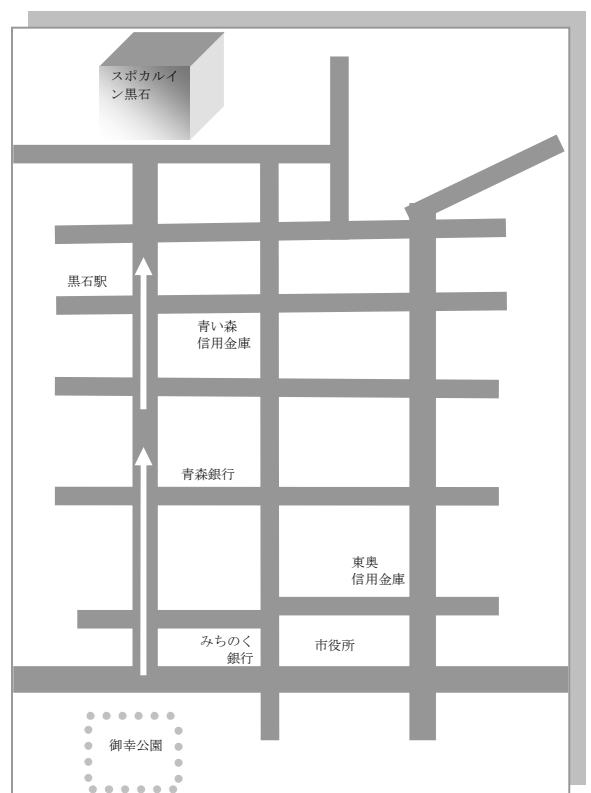 スポカルイ
ン黒石
黒石駅
青い森
信用金庫
青森銀行
東奥
信用金庫
みちのく
銀行
市役所
御幸公園